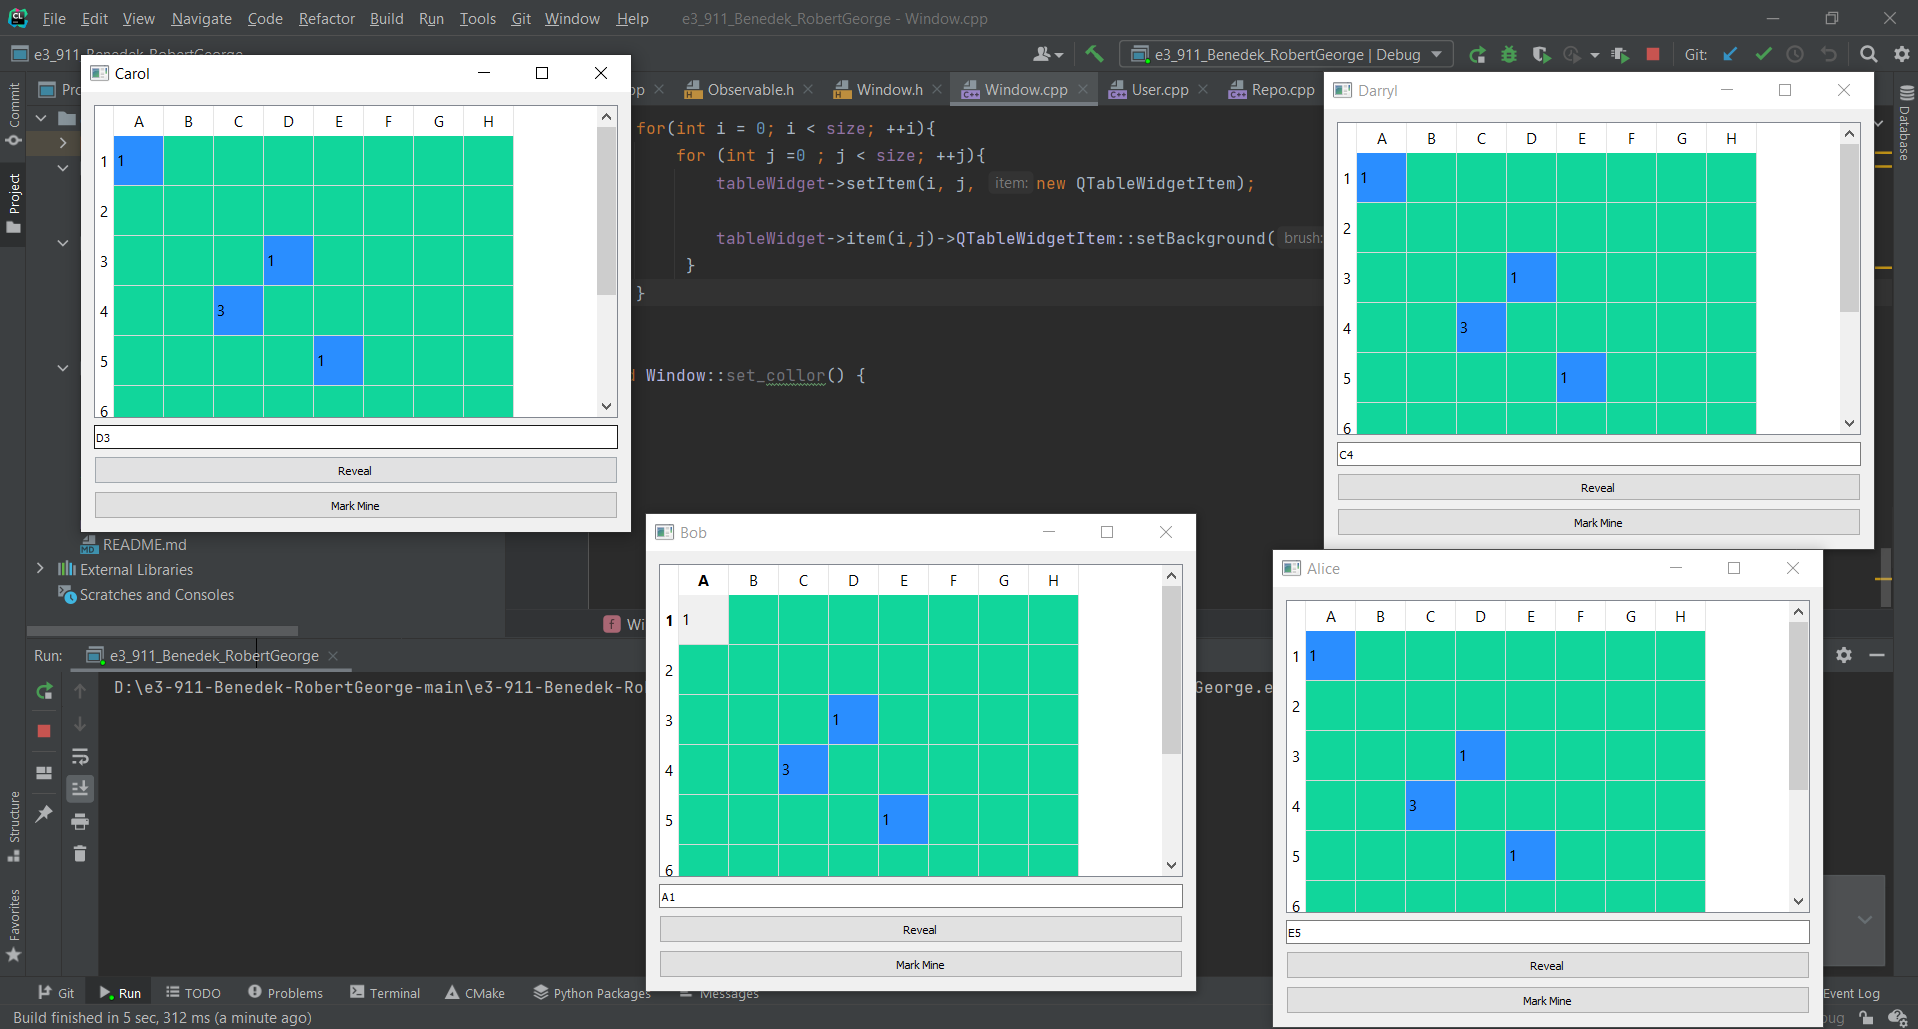 File Edit View Navigate Code Refactor Build Run Tools Git Window Help e3_911_Benedek_RobertGeorge - Window.cpp
e3_911_Benedek_RobertGeorge
e3_911_Benedek_RobertGeorge | Debug Git:
Observable.h Window.h Window.cpp User.cpp Repo.cpp
Commit
Project
Structure
Favorites
Database
for(int i = 0; i < size; ++i){
for (int j =0 ; j < size; ++j){
tableWidget->setItem(i, j, item: new QTableWidgetItem);
tableWidget->item(i,j)->QTableWidgetItem::setBackground( brush:
}
}
Window::set_collor() {
README.md
External Libraries
Scratches and Consoles
Carol
A B C D E F G H
1 1
2
3 1
4 3
5 1
6
D3
Reveal
Mark Mine
Darryl
A B C D E F G H
1 1
2
3 1
4 3
5 1
6
C4
Reveal
Mark Mine
Bob
A B C D E F G H
1 1
2
3 1
4 3
5 1
6
A1
Reveal
Mark Mine
Alice
A B C D E F G H
1 1
2
3 1
4 3
5 1
6
E5
Reveal
Mark Mine
Run: e3_911_Benedek_RobertGeorge
D:\e3-911-Benedek-RobertGeorge-main\e3-911-Benedek-Ro
George.e
Git Run TODO Problems Terminal CMake Python Packages Messages Event Log
Build finished in 5 sec, 312 ms (a minute ago)